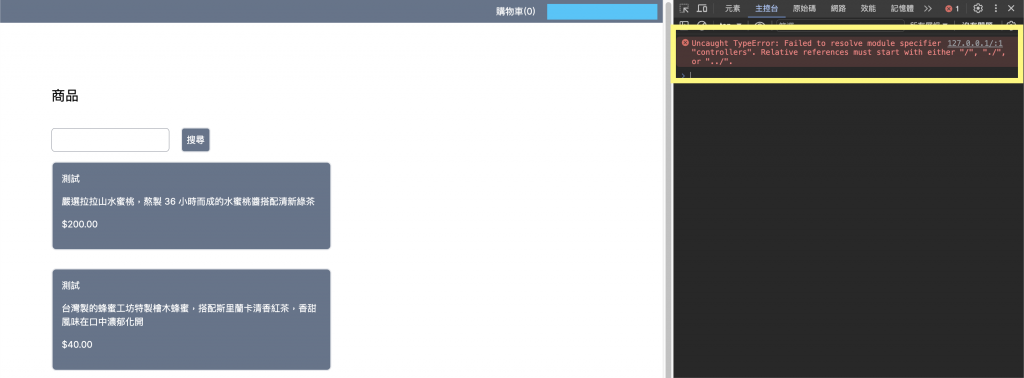 購物車(0)
商品
搜尋
測試
嚴選拉拉山水蜜桃，熬製 36 小時而成的水蜜桃醬搭配清新綠茶
$200.00
測試
台灣製的蜂蜜工坊特製檜木蜂蜜，搭配斯里蘭卡清香紅茶，香甜
風味在口中濃郁化開
$40.00
元素 主控台 原始碼 網路 效能 記憶體 1
Uncaught TypeError: Failed to resolve module specifier 127.0.0.1/:1
"controllers". Relative references must start with either "/", "./",
or "../".